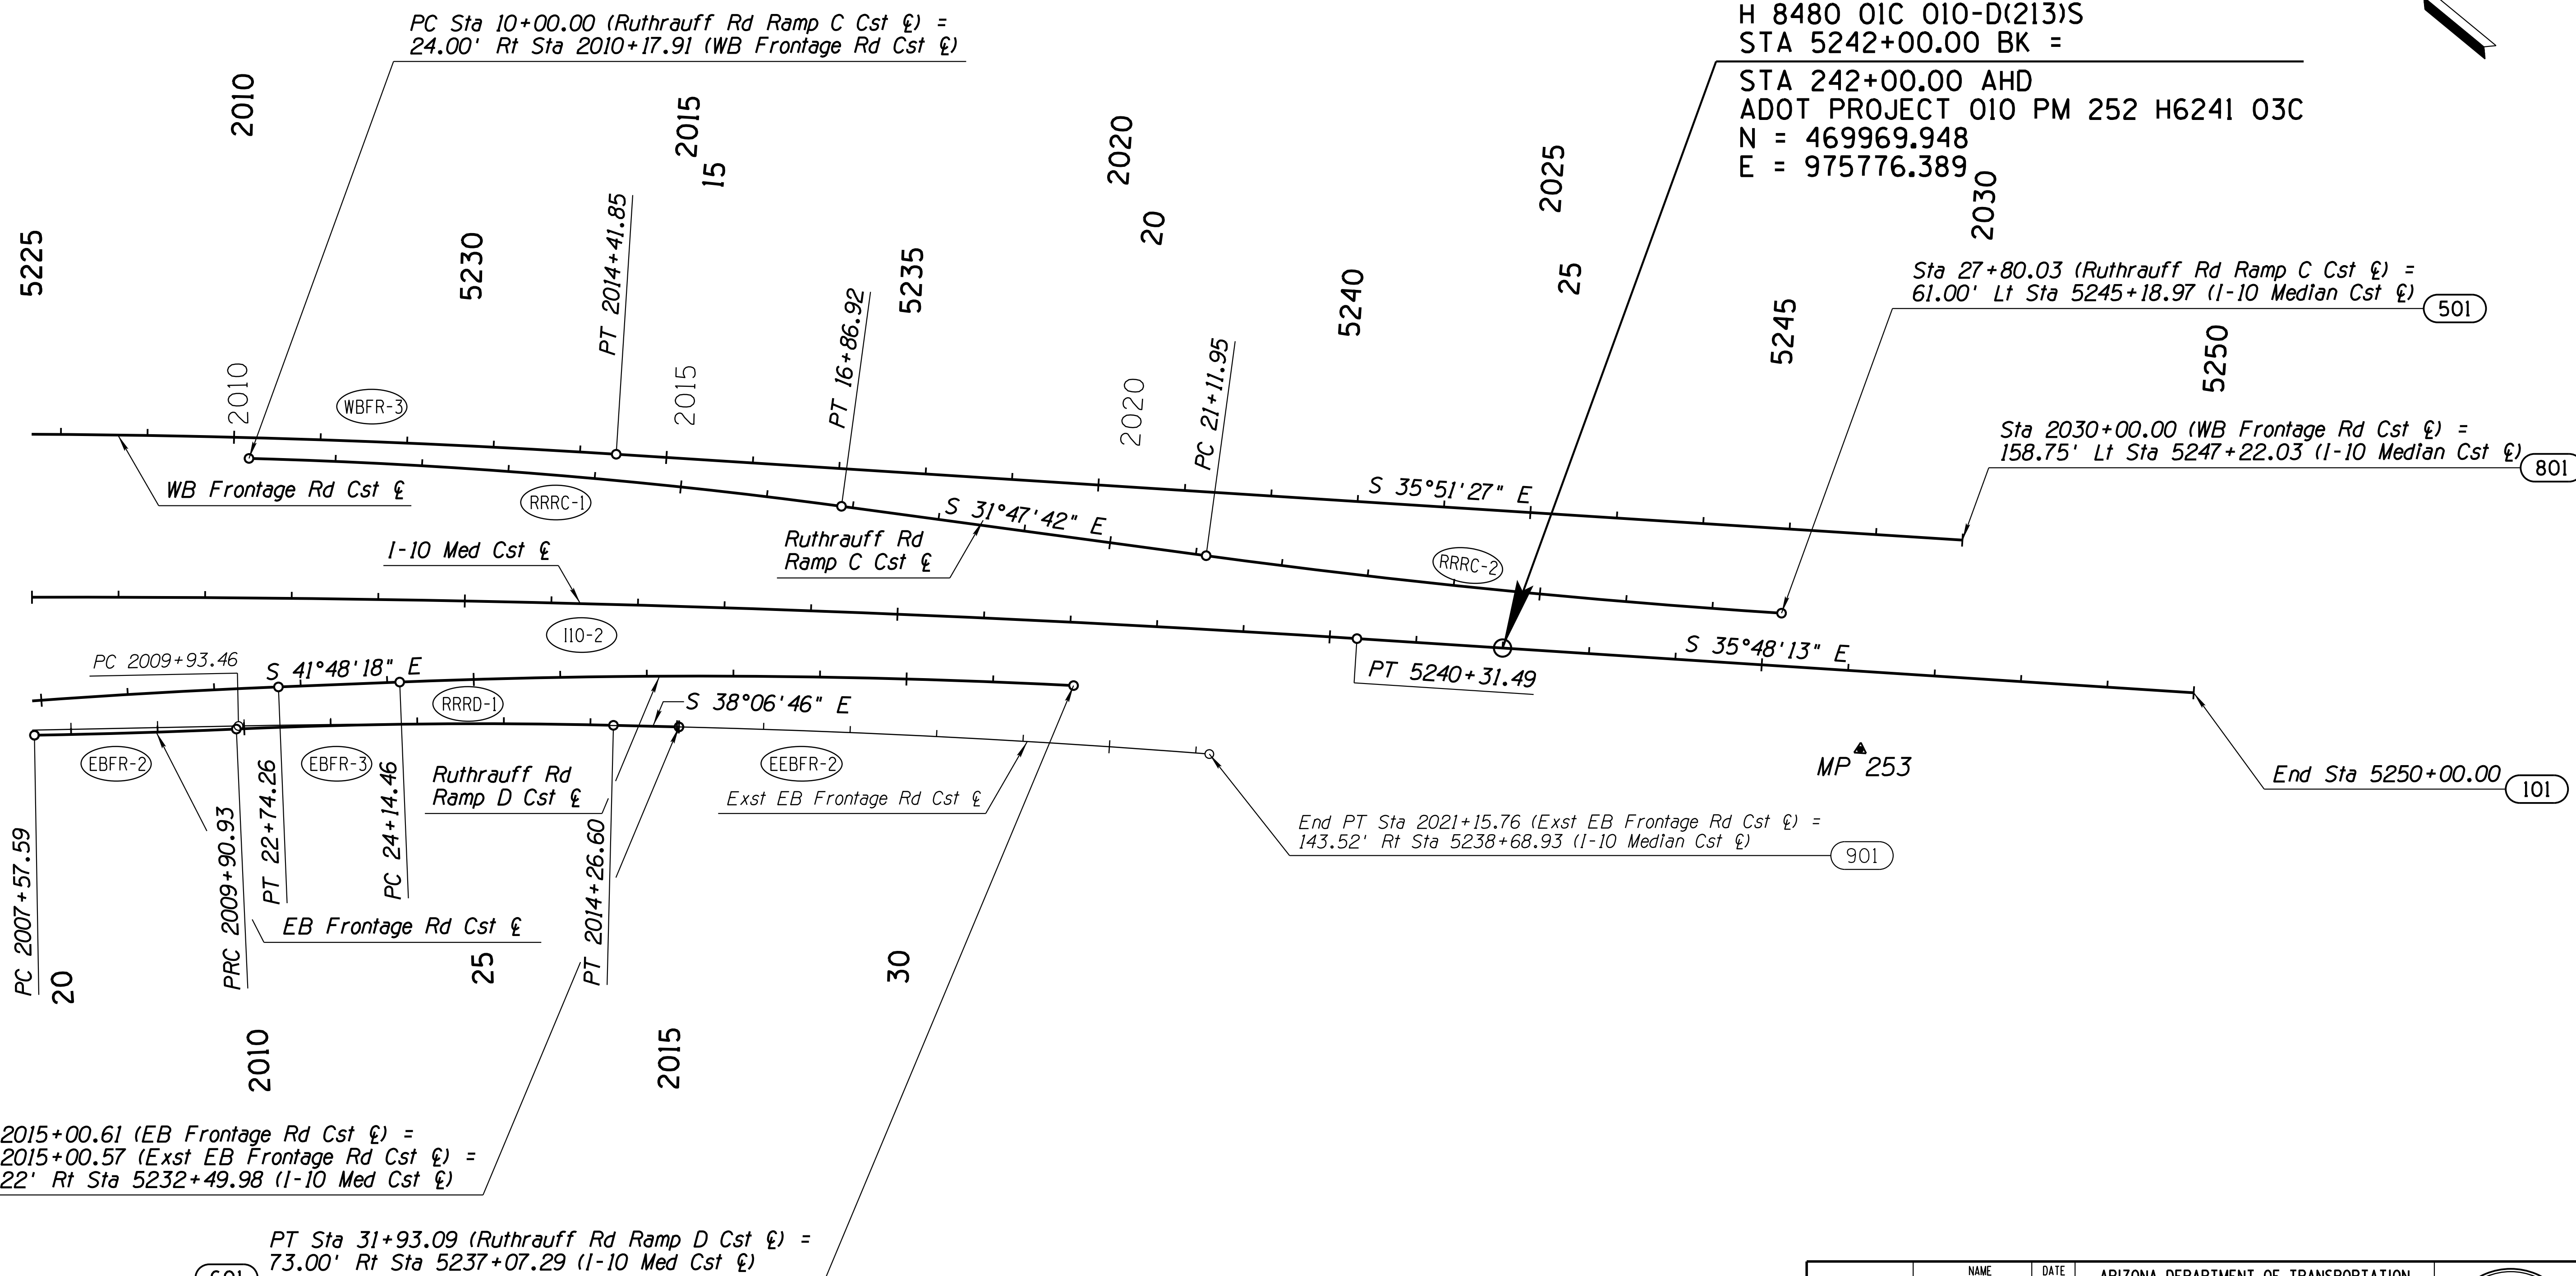 PC Sta 10+00.00 (Ruthrauff Rd Ramp C Cst ℄) =
24.00' Rt Sta 2010+17.91 (WB Frontage Rd Cst ℄)
H 8480 01C 010-D(213)S
STA 5242+00.00 BK =
STA 242+00.00 AHD
ADOT PROJECT 010 PM 252 H6241 03C
N = 469969.948
E = 975776.389
2010
2015
15
2020
20
2025
25
2030
5225
5230
5235
5240
5245
5250
PT 2014+41.85
PT 16+86.92
PC 21+11.95
Sta 27+80.03 (Ruthrauff Rd Ramp C Cst ℄) =
61.00' Lt Sta 5245+18.97 (I-10 Median Cst ℄)
501
2010
WBFR-3
2015
2020
Sta 2030+00.00 (WB Frontage Rd Cst ℄) =
158.75' Lt Sta 5247+22.03 (I-10 Median Cst ℄)
801
WB Frontage Rd Cst ℄
RRRC-1
S 31°47'42" E
S 35°51'27" E
I-10 Med Cst ℄
Ruthrauff Rd
Ramp C Cst ℄
RRRC-2
I10-2
PT 5240+31.49
S 35°48'13" E
PC 2009+93.46
S 41°48'18" E
RRRD-1
S 38°06'46" E
EBFR-2
EBFR-3
EEBFR-2
Ruthrauff Rd
Ramp D Cst ℄
Exst EB Frontage Rd Cst ℄
MP 253
End Sta 5250+00.00
101
End PT Sta 2021+15.76 (Exst EB Frontage Rd Cst ℄) =
143.52' Rt Sta 5238+68.93 (I-10 Median Cst ℄)
901
PC 2007+57.59
PRC 2009+90.93
PT 22+74.26
PC 24+14.46
PT 2014+26.60
EB Frontage Rd Cst ℄
20
25
30
2010
2015
2015+00.61 (EB Frontage Rd Cst ℄) =
2015+00.57 (Exst EB Frontage Rd Cst ℄) =
22' Rt Sta 5232+49.98 (I-10 Med Cst ℄)
PT Sta 31+93.09 (Ruthrauff Rd Ramp D Cst ℄) =
73.00' Rt Sta 5237+07.29 (I-10 Med Cst ℄)
NAME
DATE
ARIZONA DEPARTMENT OF TRANSPORTATION